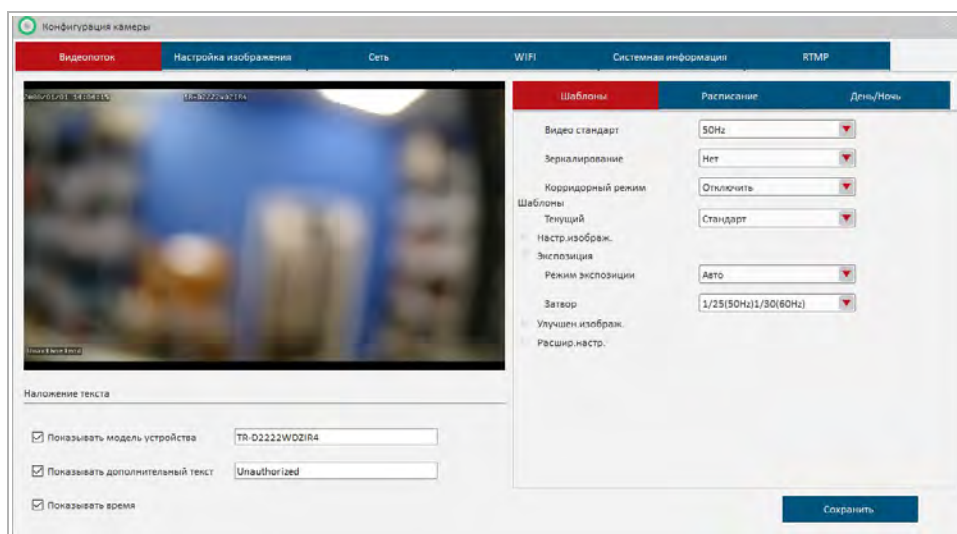 Конфигурация камеры
Видеопоток Настройка изображения Сеть WIFI Системная информация RTMP
TR-D2222WDZIR4
Unauthorized
Шаблоны Расписание День/Ночь
Видео стандарт 50Hz
Зеркалирование Нет
Корридорный режим Отключить
Шаблоны
Текущий Стандарт
Настр.изображ.
Экспозиция
Режим экспозиции Авто
Затвор 1/25(50Hz)1/30(60Hz)
Улучшен.изображ.
Расшир.настр.
Наложение текста
Показывать модель устройства TR-D2222WDZIR4
Показывать дополнительный текст Unauthorized
Показывать время
Сохранить